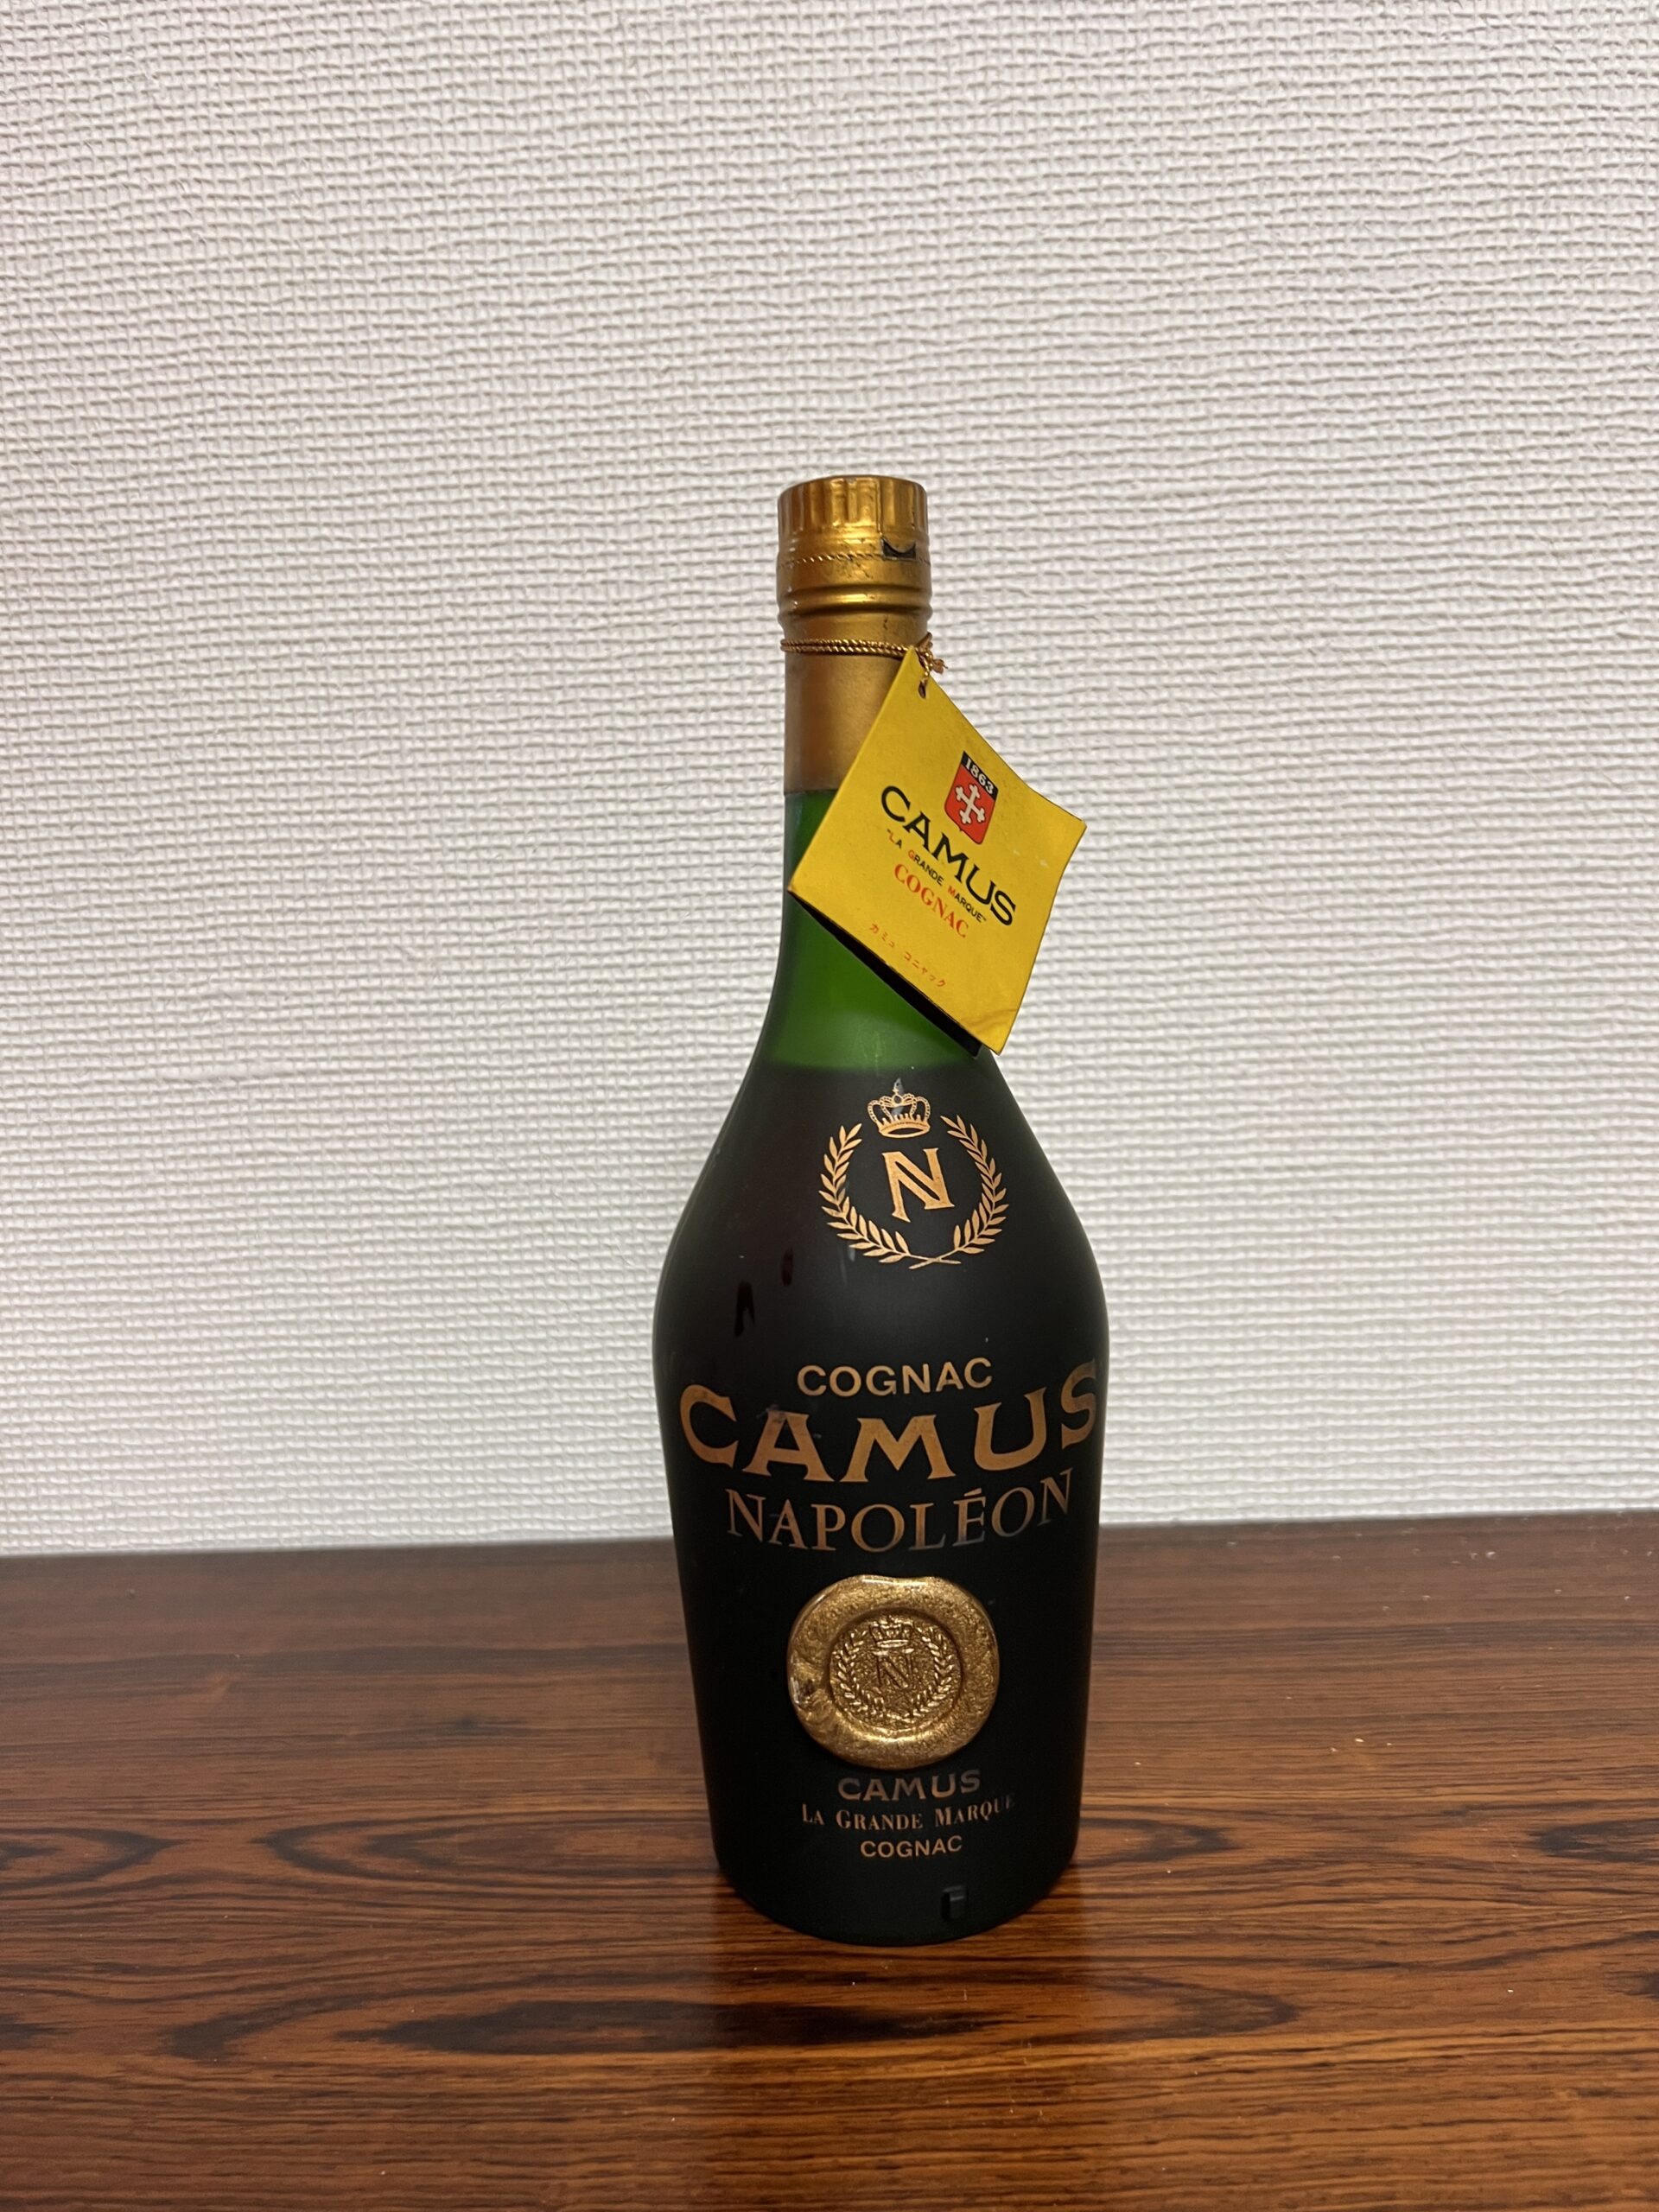 1863
CAMUS
"LA GRANDE MARQUE"
COGNAC
カミュ コニャック
N
COGNAC
CAMUS
NAPOLÉON
N
CAMUS
LA GRANDE MARQUE
COGNAC